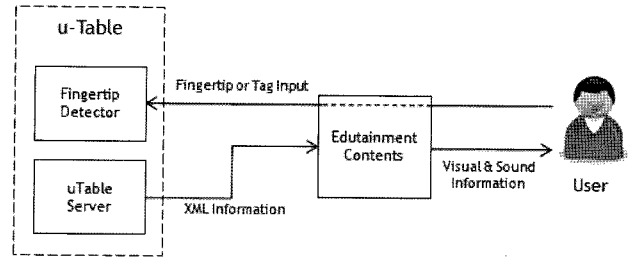 u-Table
Fingertip
Detector
Fingertip or Tag Input
Edutainment
Contents
uTable
Server
XML Information
Visual & Sound
Information
User